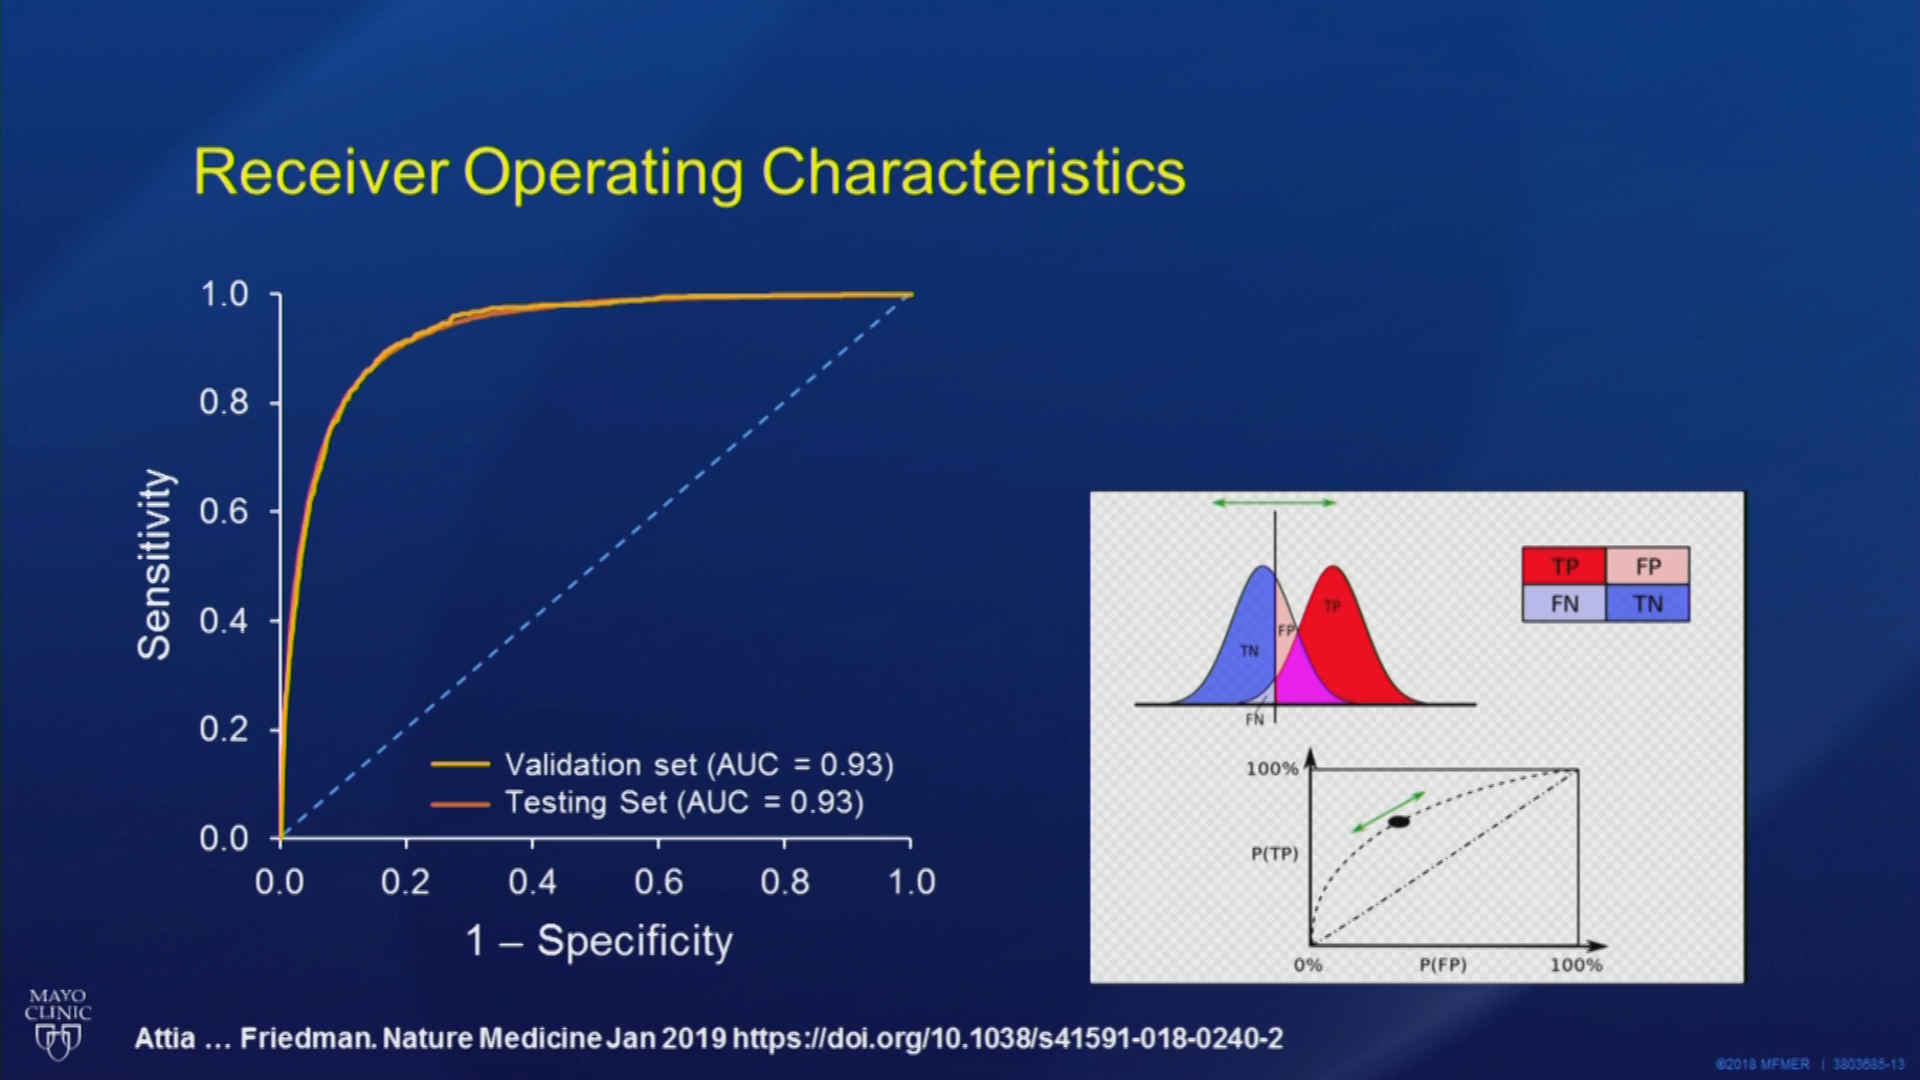 Receiver Operating Characteristics
1.0
0.8
0.6
0.4
0.2
0.0
Sensitivity
Validation set (AUC = 0.93)
Testing Set (AUC = 0.93)
0.0 0.2 0.4 0.6 0.8 1.0
1 – Specificity
TP FP
FN TN
TP
FP
TN
FN
100%
P(TP)
0% P(FP) 100%
MAYO
CLINIC
Attia ... Friedman. Nature Medicine Jan 2019 https://doi.org/10.1038/s41591-018-0240-2
©2018 MFMER | 3803685-13